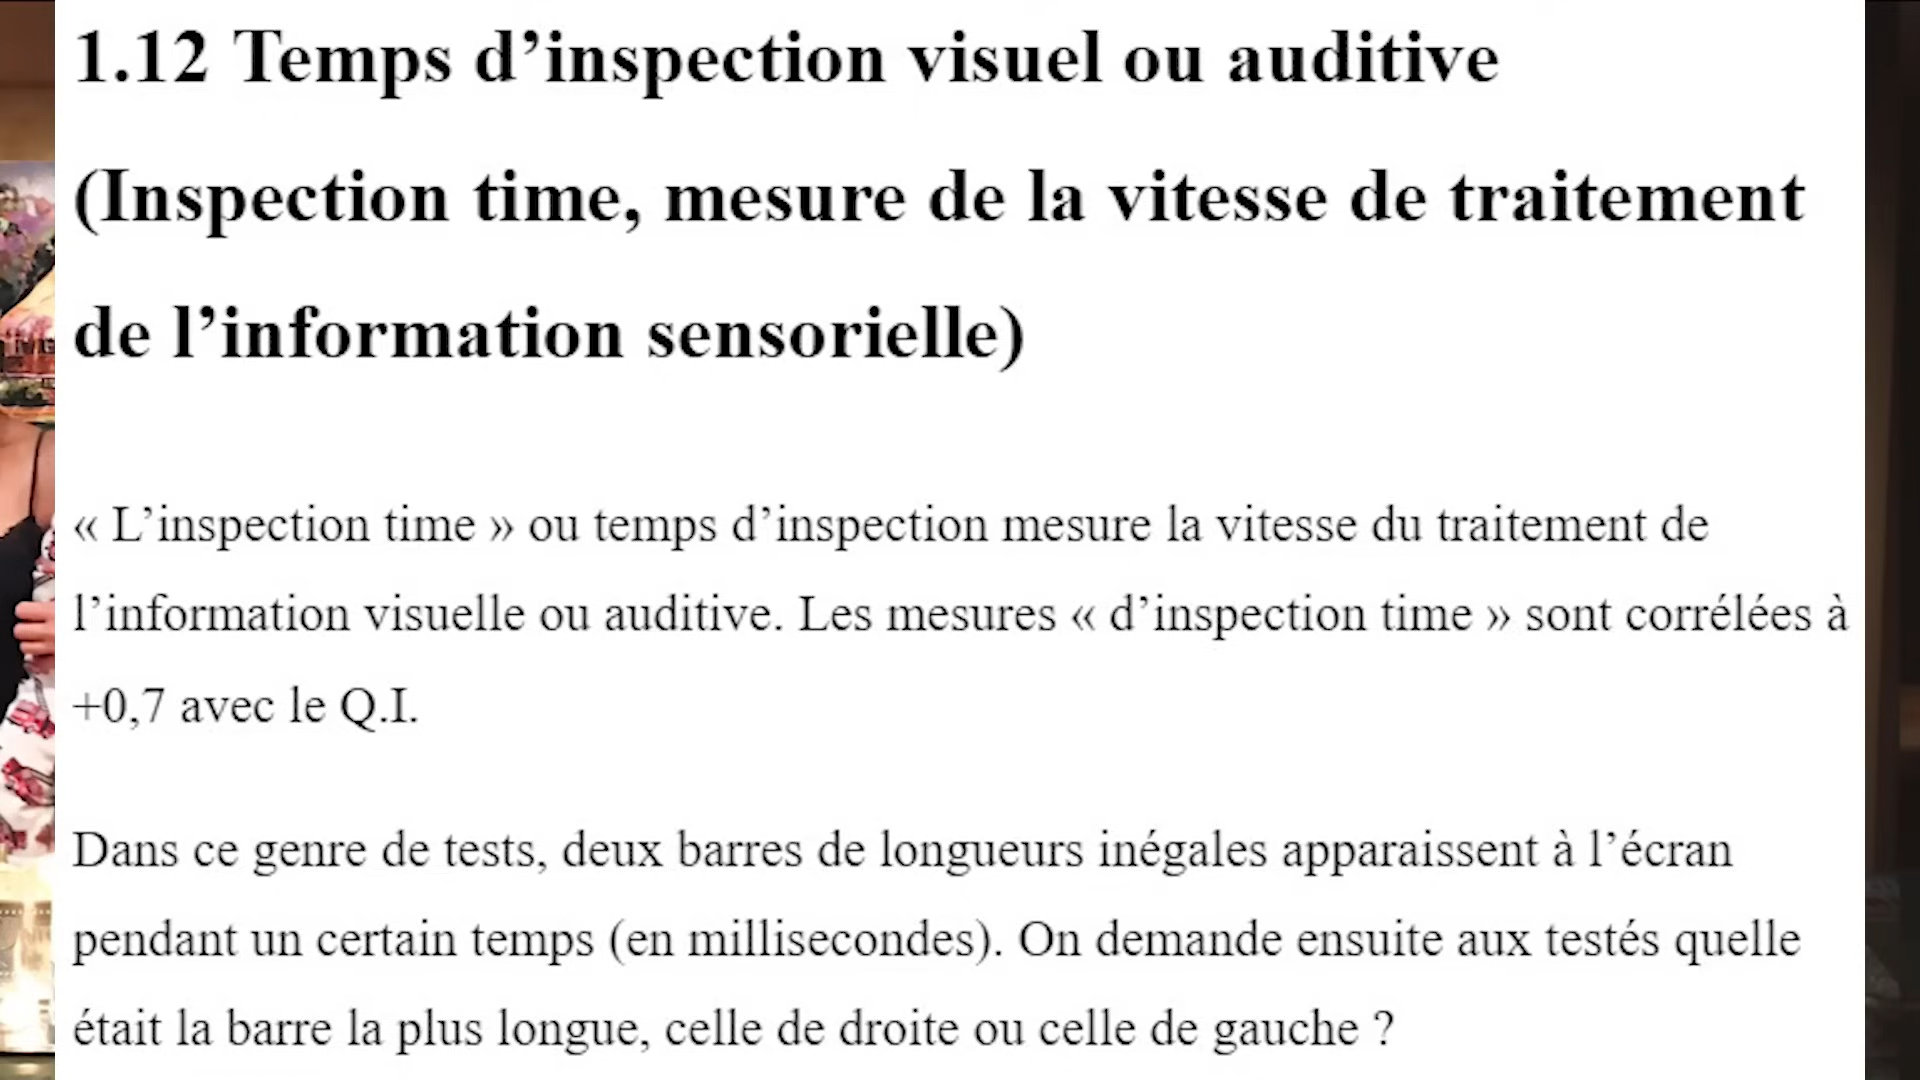 1.12 Temps d’inspection visuel ou auditive
(Inspection time, mesure de la vitesse de traitement
de l’information sensorielle)
« L’inspection time » ou temps d’inspection mesure la vitesse du traitement de
l’information visuelle ou auditive. Les mesures « d’inspection time » sont corrélées à
+0,7 avec le Q.I.
Dans ce genre de tests, deux barres de longueurs inégales apparaissent à l’écran
pendant un certain temps (en millisecondes). On demande ensuite aux testés quelle
était la barre la plus longue, celle de droite ou celle de gauche ?